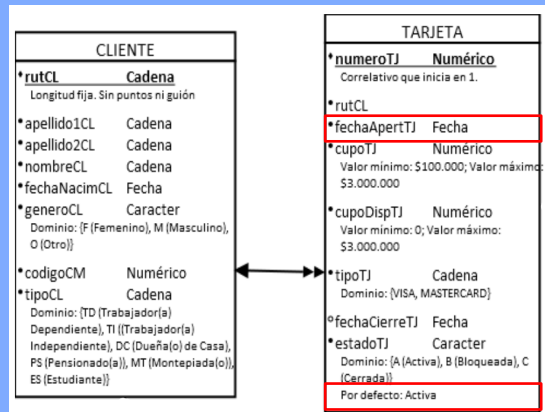 CLIENTE
rutCL Cadena
Longitud fija. Sin puntos ni guión
apellido1CL Cadena
apellido2CL Cadena
nombreCL Cadena
fechaNacimCL Fecha
generoCL Caracter
Dominio: {F (Femenino), M (Masculino),
O (Otro)}
codigoCM Numérico
tipoCL Cadena
Dominio: {TD (Trabajador(a)
Dependiente), TI ((Trabajador(a)
Independiente), DC (Dueña(o) de Casa),
PS (Pensionado(a)), MT (Montepiada(o)),
ES (Estudiante)}
TARJETA
numeroTJ Numérico
Correlativo que inicia en 1.
rutCL
fechaApertTJ Fecha
cupoTJ Numérico
Valor mínimo: $100.000; Valor máximo:
$3.000.000
cupoDispTJ Numérico
Valor mínimo: 0; Valor máximo:
$3.000.000
tipoTJ Cadena
Dominio: {VISA, MASTERCARD}
fechaCierreTJ Fecha
estadoTJ Caracter
Dominio: {A (Activa), B (Bloqueada), C
(Cerrada)}
Por defecto: Activa